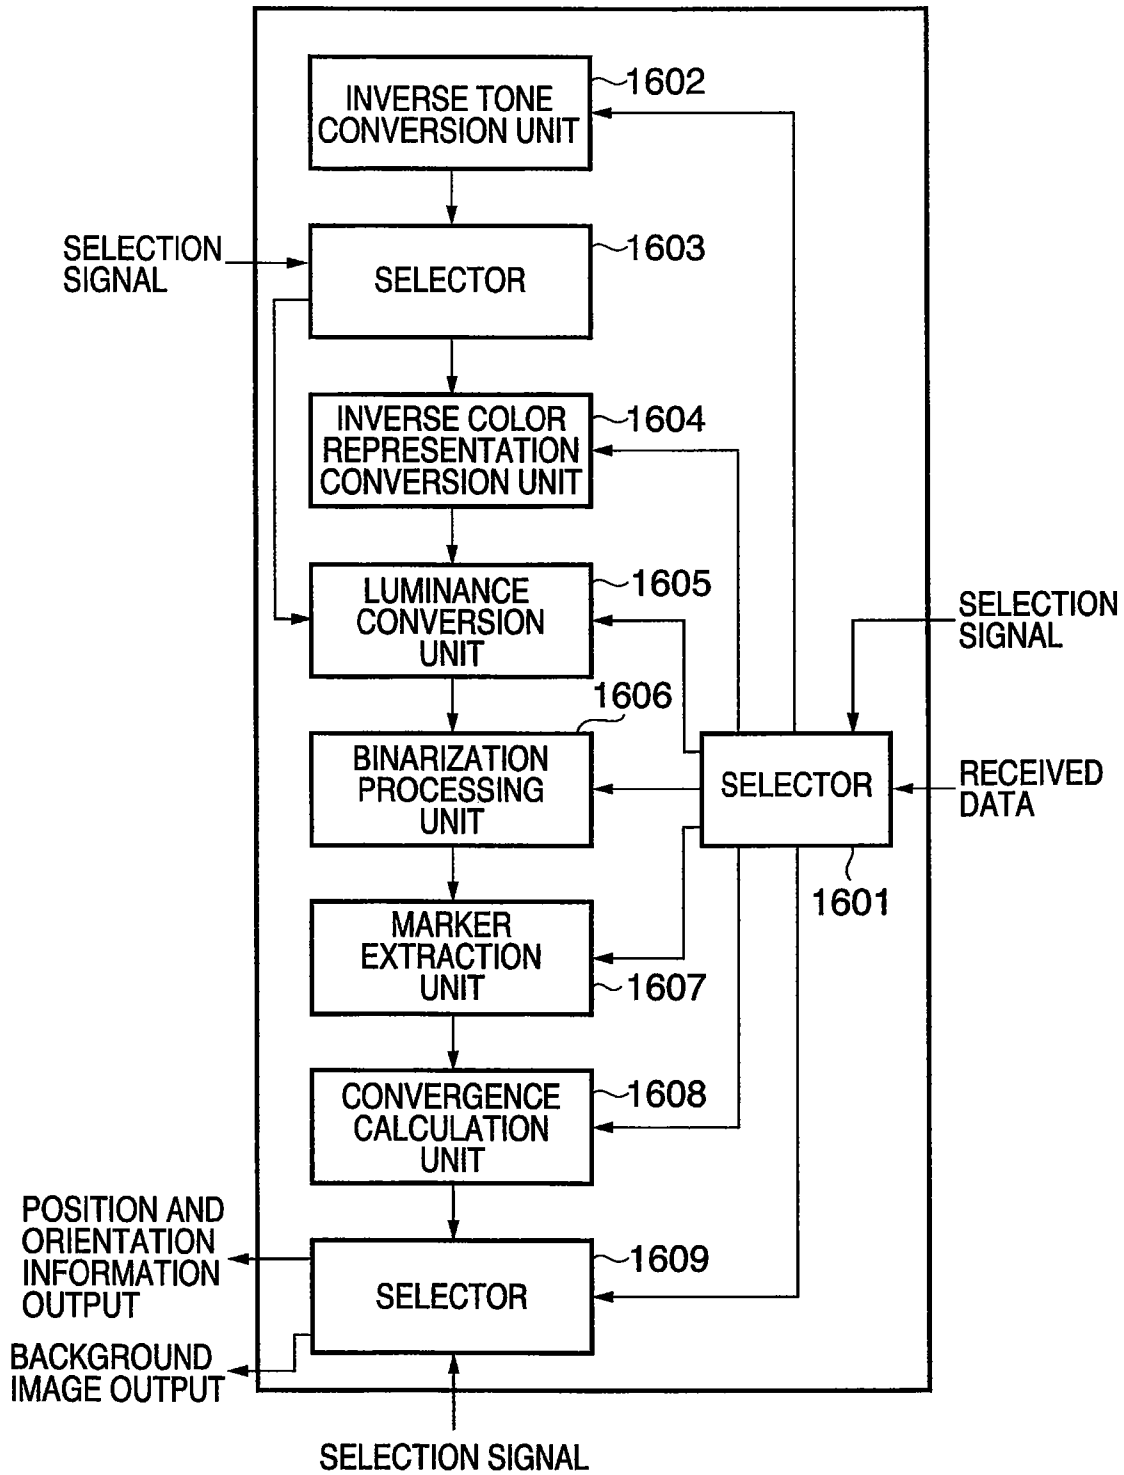 INVERSE TONE
CONVERSION UNIT
1602
SELECTION
SIGNAL
SELECTOR
1603
INVERSE COLOR
REPRESENTATION
CONVERSION UNIT
1604
LUMINANCE
CONVERSION
UNIT
1605
SELECTION
SIGNAL
1606
BINARIZATION
PROCESSING
UNIT
SELECTOR
RECEIVED
DATA
1601
MARKER
EXTRACTION
UNIT
1607
CONVERGENCE
CALCULATION
UNIT
1608
POSITION AND
ORIENTATION
INFORMATION
OUTPUT
SELECTOR
1609
BACKGROUND
IMAGE OUTPUT
SELECTION SIGNAL